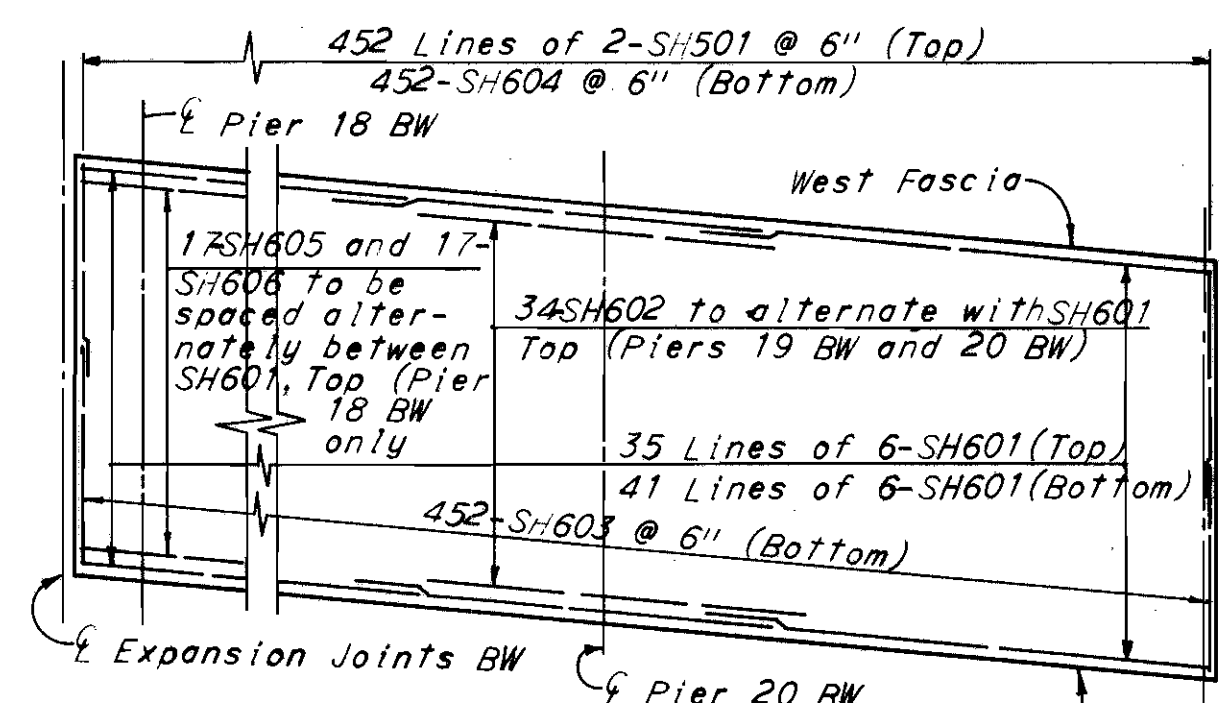 452 Lines of 2-SH501 @ 6" (Top)
452-SH604 @ 6" (Bottom)
℄ Pier 18 BW
West Fascia
17-SH605 and 17-
SH606 to be
spaced alter-
nately between
SH601, Top (Pier
18 BW
only
34-SH602 to alternate with SH601
Top (Piers 19 BW and 20 BW)
35 Lines of 6-SH601 (Top)
41 Lines of 6-SH601 (Bottom)
452-SH603 @ 6" (Bottom)
℄ Expansion Joints BW
℄ Pier 20 BW